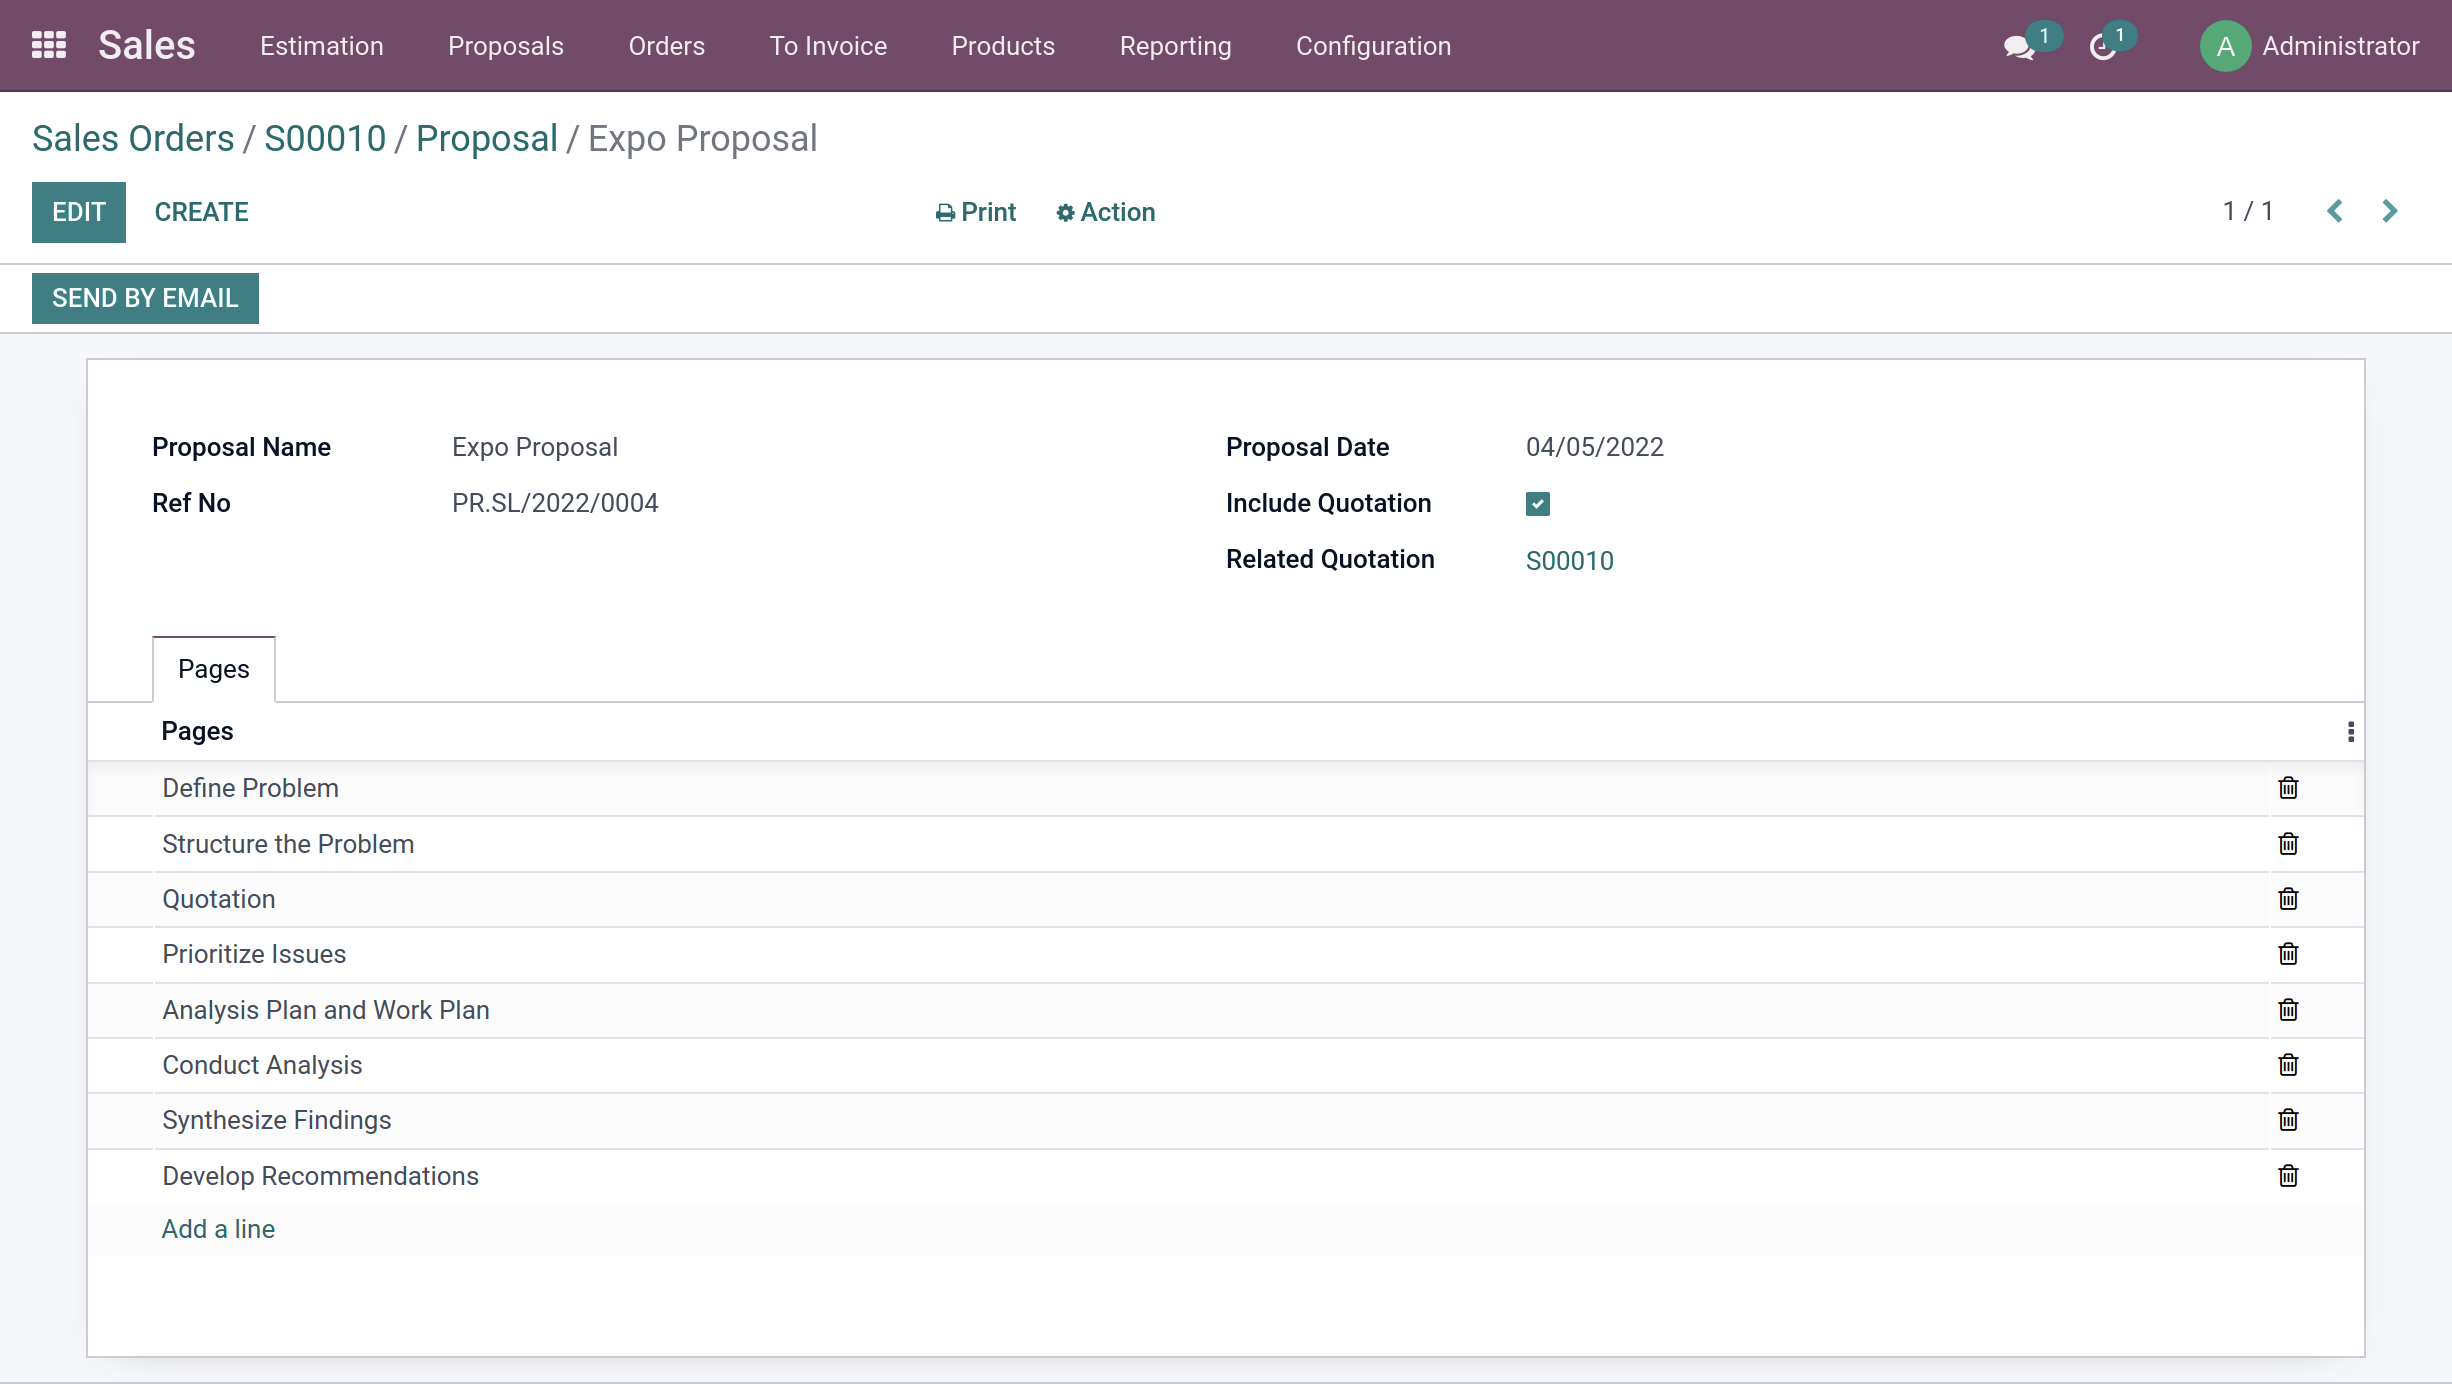 Sales Estimation Proposals Orders To Invoice Products Reporting Configuration 1 1 A Administrator
Sales Orders / S00010 / Proposal / Expo Proposal
EDIT CREATE Print Action 1 / 1
SEND BY EMAIL
Proposal Name Expo Proposal Proposal Date 04/05/2022
Ref No PR.SL/2022/0004 Include Quotation
Related Quotation S00010
Pages
Pages
Define Problem
Structure the Problem
Quotation
Prioritize Issues
Analysis Plan and Work Plan
Conduct Analysis
Synthesize Findings
Develop Recommendations
Add a line